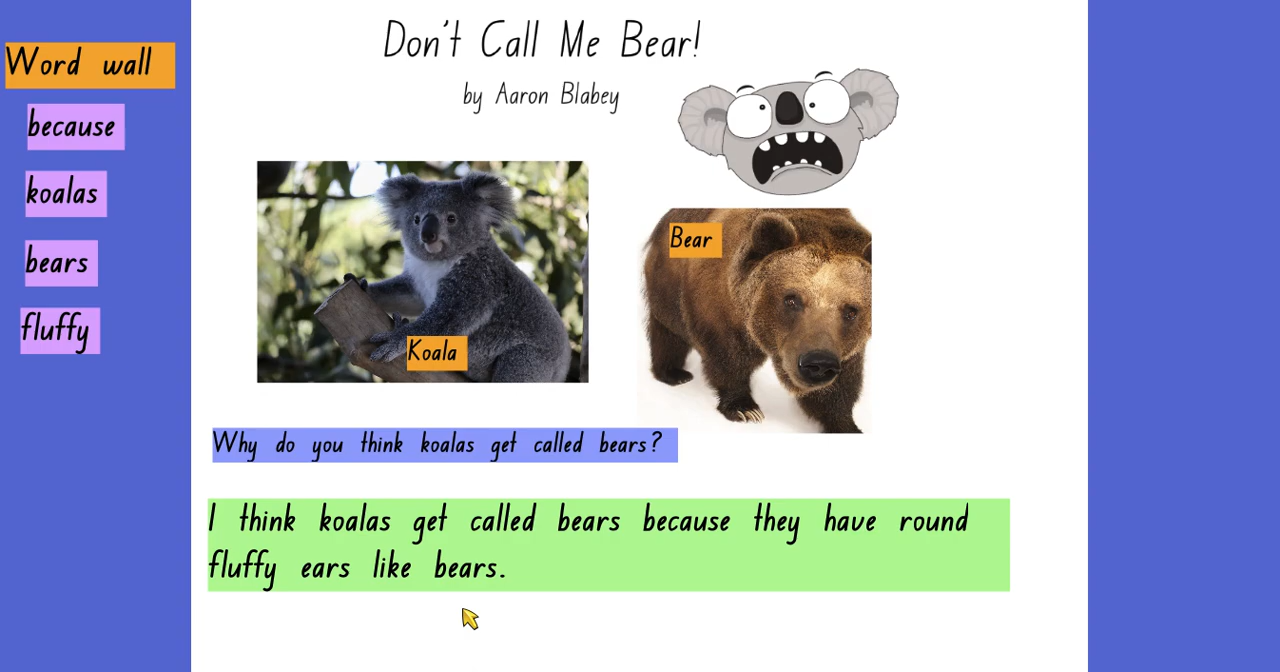 Don't Call Me Bear!
by Aaron Blabey
Word wall
because
koalas
bears
fluffy
Bear
Koala
Why do you think koalas get called bears?
I think koalas get called bears because they have round
fluffy ears like bears.